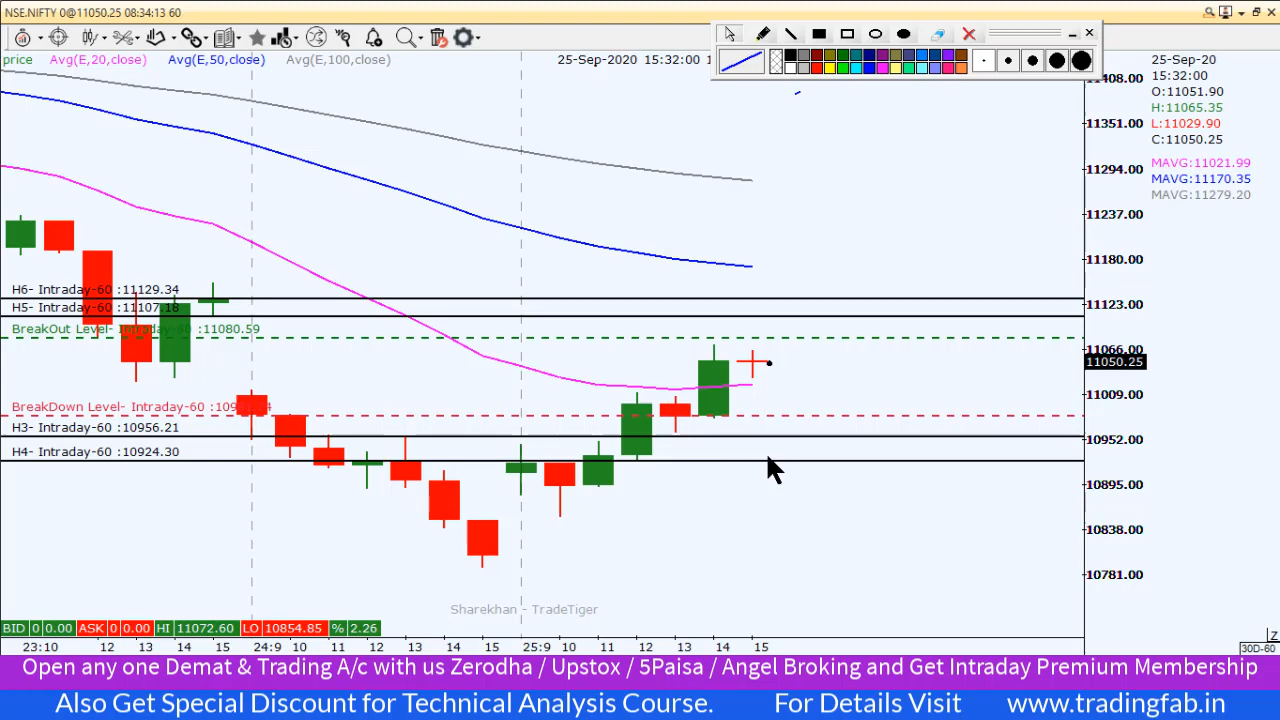 NSE.NIFTY 0@11050.25 08:34:13 60
price Avg(E,20,close) Avg(E,50,close) Avg(E,100,close) 25-Sep-2020 15:32:00
25-Sep-20
15:32:00
O:11051.90
H:11065.35
L:11029.90
C:11050.25
MAVG:11021.99
MAVG:11170.35
MAVG:11279.20
11408.00
11351.00
11294.00
11237.00
11180.00
11123.00
11066.00
11050.25
11009.00
10952.00
10895.00
10838.00
10781.00
H6- Intraday-60 :11129.34
H5- Intraday-60 :11107.18
BreakOut Level- Intraday-60 :11080.59
BreakDown Level- Intraday-60
H3- Intraday-60 :10956.21
H4- Intraday-60 :10924.30
Sharekhan - TradeTiger
BID 0 0.00 ASK 0 0.00 HI 11072.60 LO 10854.85 % 2.26
Z
23:10 12 13 14 15 24:9 10 11 12 13 14 15 25:9 10 11 12 13 14 15
30D-60
Open any one Demat & Trading A/c with us Zerodha / Upstox / 5Paisa / Angel Broking and Get Intraday Premium Membership
Also Get Special Discount for Technical Analysis Course. For Details Visit www.tradingfab.in